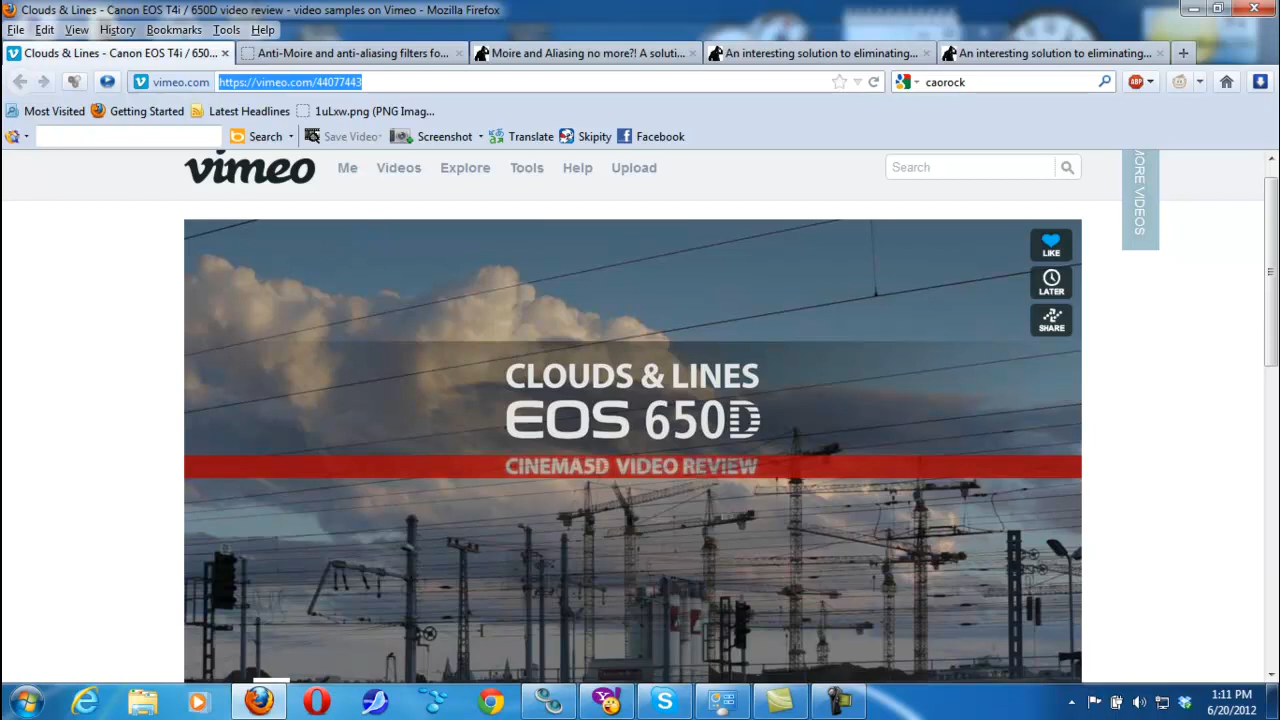 Clouds & Lines - Canon EOS T4i / 650D video review - video samples on Vimeo - Mozilla Firefox
File Edit View History Bookmarks Tools Help
Clouds & Lines - Canon EOS T4i / 650... Anti-Moire and anti-aliasing filters fo... Moire and Aliasing no more?! A soluti... An interesting solution to eliminating... An interesting solution to eliminating...
vimeo.com https://vimeo.com/44077443 caorock ABP
Most Visited Getting Started Latest Headlines 1uLxw.png (PNG Imag...
Search Save Video Screenshot Translate Skipity Facebook
vimeo Me Videos Explore Tools Help Upload Search
MORE VIDEOS
LIKE
LATER
SHARE
CLOUDS & LINES
EOS 650D
CINEMA5D VIDEO REVIEW
1:11 PM
6/20/2012